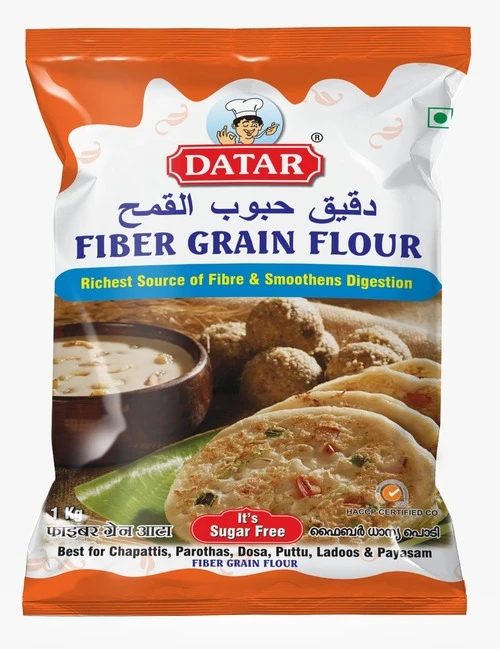 DATAR
®
دقيق حبوب القمح
FIBER GRAIN FLOUR
Richest Source of Fibre & Smoothens Digestion
1 Kg
फाइबर ग्रेन आटा
It's
Sugar Free
HACCP CERTIFIED CO.
ഫൈബർ ധാന്യപൊടി
Best for Chapattis, Parothas, Dosa, Puttu, Ladoos & Payasam
FIBER GRAIN FLOUR